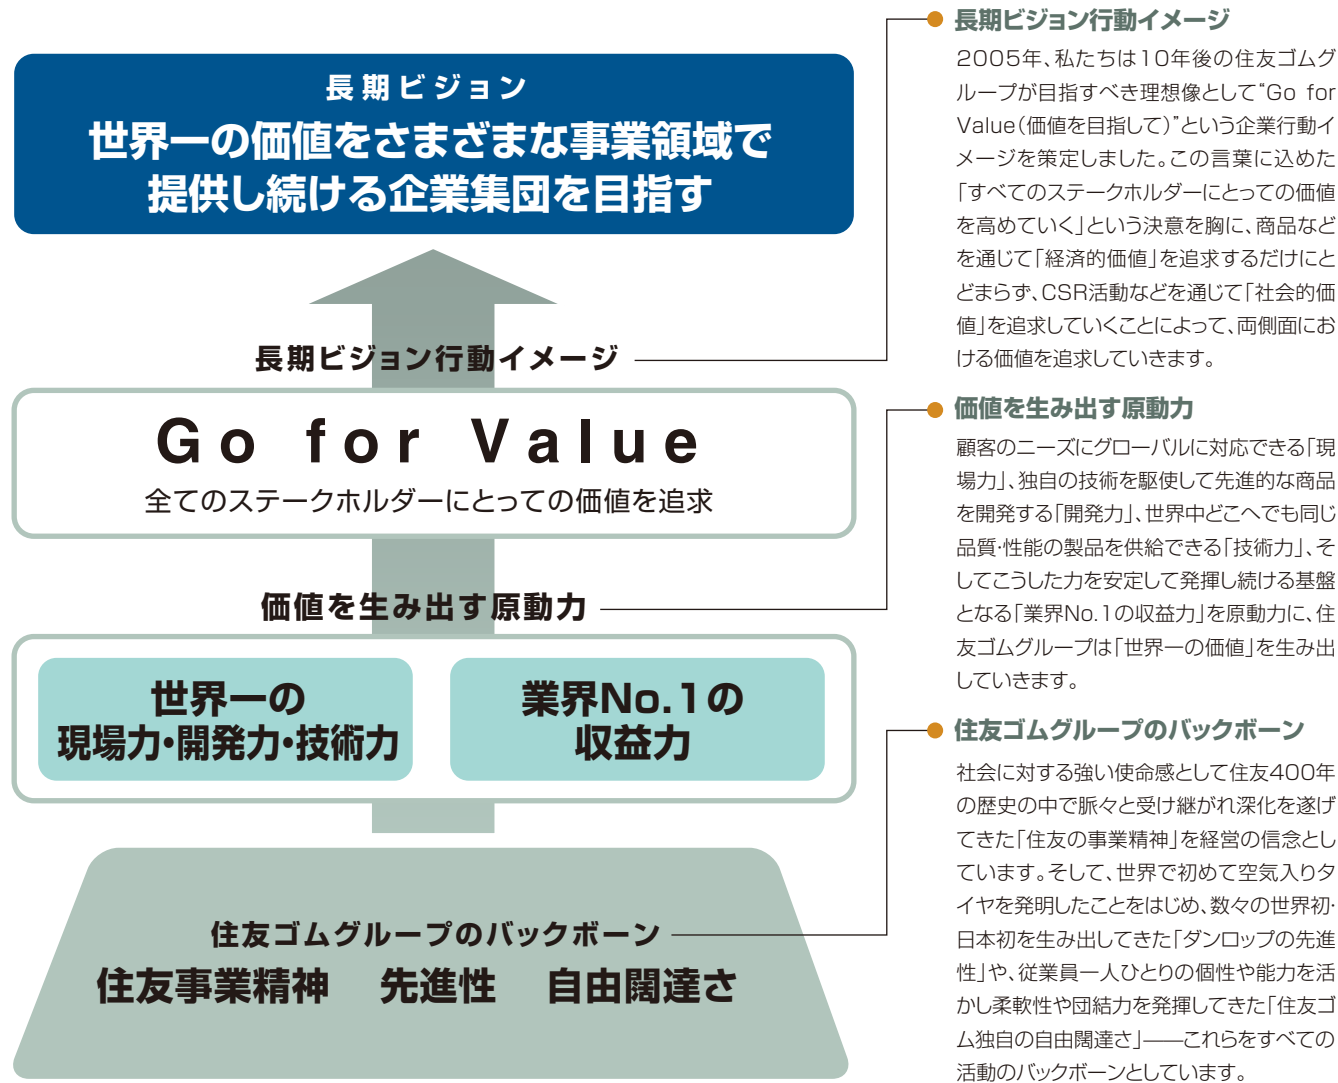 長期ビジョン
世界一の価値をさまざまな事業領域で
提供し続ける企業集団を目指す
長期ビジョン行動イメージ
Go for Value
全てのステークホルダーにとっての価値を追求
価値を生み出す原動力
世界一の
現場力・開発力・技術力
業界No.1の
収益力
住友ゴムグループのバックボーン
住友事業精神 先進性 自由闊達さ
長期ビジョン行動イメージ
2005年、私たちは10年後の住友ゴムグ
ループが目指すべき理想像として“Go for
Value(価値を目指して)”という企業行動イ
メージを策定しました。この言葉に込めた
「すべてのステークホルダーにとっての価値
を高めていく」という決意を胸に、商品など
を通じて「経済的価値」を追求するだけにと
どまらず、CSR活動などを通じて「社会的価
値」を追求していくことによって、両側面にお
ける価値を追求していきます。
価値を生み出す原動力
顧客のニーズにグローバルに対応できる「現
場力」、独自の技術を駆使して先進的な商品
を開発する「開発力」、世界中どこへでも同じ
品質・性能の製品を供給できる「技術力」、そ
してこうした力を安定して発揮し続ける基盤
となる「業界No.1の収益力」を原動力に、住
友ゴムグループは「世界一の価値」を生み出
していきます。
住友ゴムグループのバックボーン
社会に対する強い使命感として住友400年
の歴史の中で脈々と受け継がれ深化を遂げ
てきた「住友の事業精神」を経営の信念とし
ています。そして、世界で初めて空気入りタ
イヤを発明したことをはじめ、数々の世界初・
日本初を生み出してきた「ダンロップの先進
性」や、従業員一人ひとりの個性や能力を活
かし柔軟性や団結力を発揮してきた「住友ゴ
ム独自の自由闊達さ」――これらをすべての
活動のバックボーンとしています。